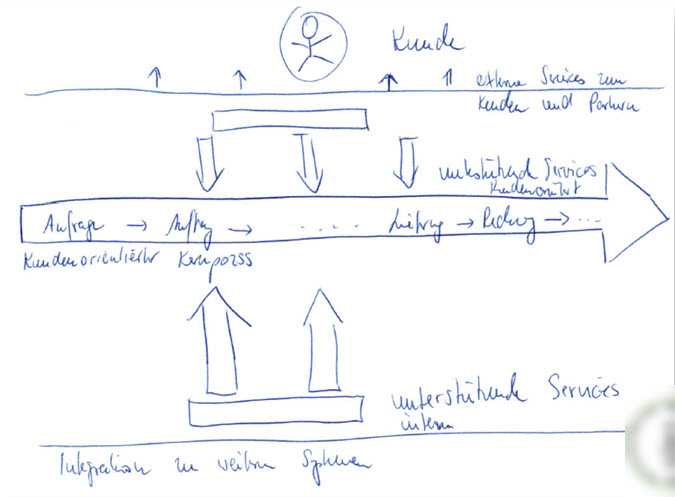 Kunde
externe Services zum
Kunden und Partnern
unterstützende Services
Kundenorientiert
Anfrage → Auftrag → .... Lieferung → Rechnung → ...
Kundenorientierter Kernprozess
unterstützende Services
intern
Integration zu weiteren Systemen